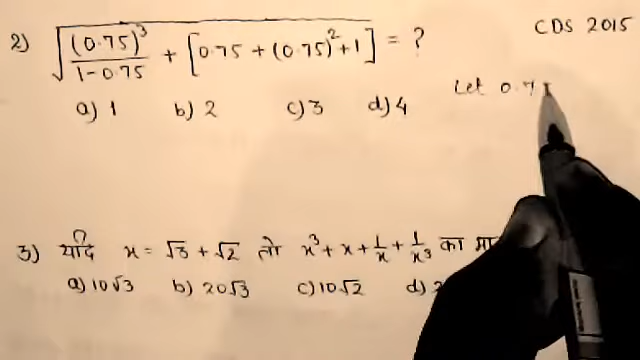 2) √((0.75)³/(1-0.75) + [0.75 + (0.75)² + 1]) = ? CDS 2015
Let 0.7
a) 1 b) 2 c) 3 d) 4
3) यदि x = √3 + √2 तो x³ + x + 1/x + 1/x³ का
a) 10√3 b) 20√3 c) 10√2 d)